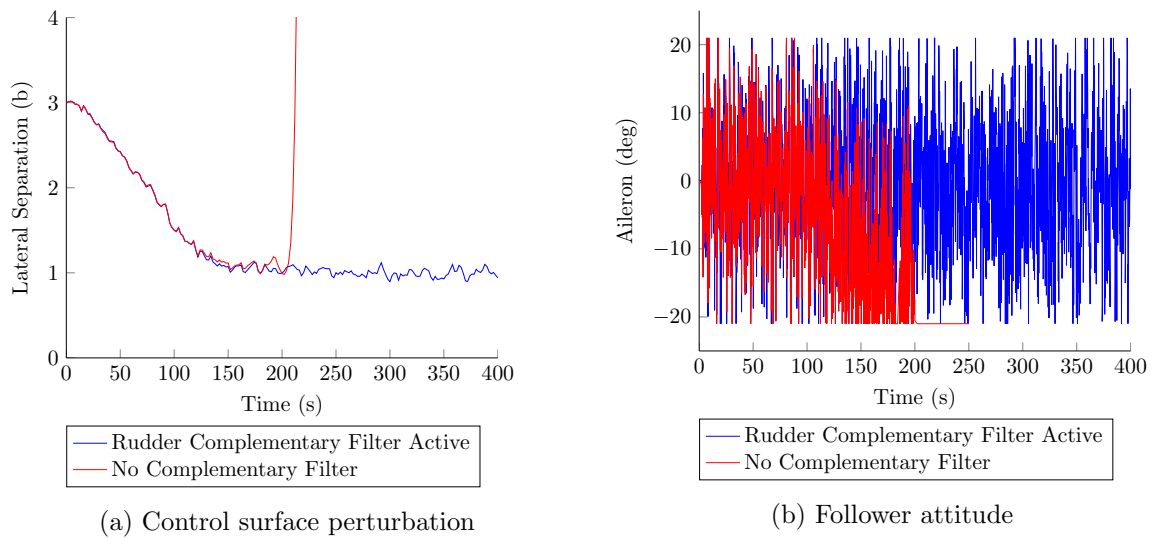 4
3
2
1
0
Lateral Separation (b)
0 50 100 150 200 250 300 350 400
Time (s)
Rudder Complementary Filter Active
No Complementary Filter
(a) Control surface perturbation
20
10
0
−10
−20
Aileron (deg)
0 50 100 150 200 250 300 350 400
Time (s)
Rudder Complementary Filter Active
No Complementary Filter
(b) Follower attitude